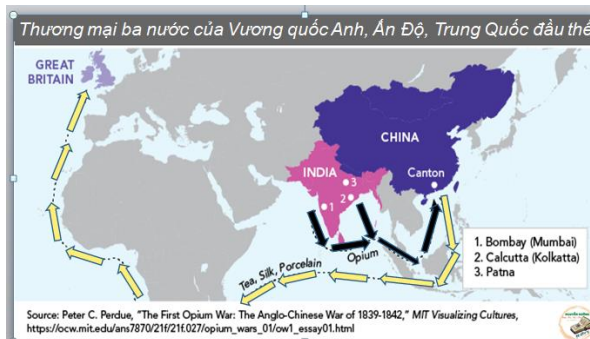 Thương mại ba nước của Vương quốc Anh, Ấn Độ, Trung Quốc đầu thế
GREAT
BRITAIN
CHINA
INDIA
Canton
3
2
1
Opium
Tea, Silk, Porcelain
1. Bombay (Mumbai)
2. Calcutta (Kolkatta)
3. Patna
Source: Peter C. Perdue, "The First Opium War: The Anglo-Chinese War of 1839-1842," MIT Visualizing Cultures,
https://ocw.mit.edu/ans7870/21f/21f.027/opium_wars_01/ow1_essay01.html